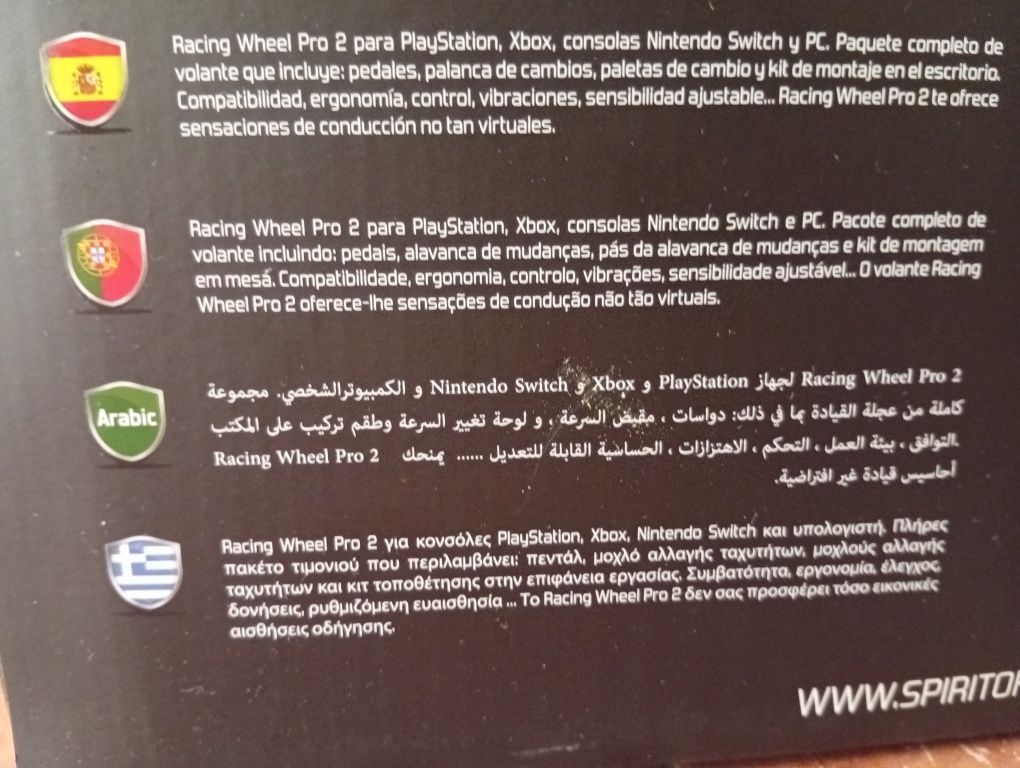 Racing Wheel Pro 2 para PlayStation, Xbox, consolas Nintendo Switch y PC. Paquete completo de
volante que incluye: pedales, palanca de cambios, paletas de cambio y kit de montaje en el escritorio.
Compatibilidad, ergonomía, control, vibraciones, sensibilidad ajustable... Racing Wheel Pro 2 te ofrece
sensaciones de conducción no tan virtuales.
Racing Wheel Pro 2 para PlayStation, Xbox, consolas Nintendo Switch e PC. Pacote completo de
volante incluindo: pedais, alavanca de mudanças, pás da alavanca de mudanças e kit de montagem
em mesa. Compatibilidade, ergonomia, controlo, vibrações, sensibilidade ajustável... O volante Racing
Wheel Pro 2 oferece-lhe sensações de condução não tão virtuais.
Arabic
Racing Wheel Pro 2 لجهاز PlayStation و Xbox و Nintendo Switch و الكمبيوترالشخصي. مجموعة
كاملة من عجلة القيادة بما في ذلك: دواسات ، مقبض السرعة ، و لوحة تغيير السرعة وطقم تركيب على المكتب
.التوافق ، بيئة العمل ، التحكم ، الاهتزازات ، الحساسية القابلة للتعديل ...... يمنحك Racing Wheel Pro 2
أحاسيس قيادة غير افتراضية.
Racing Wheel Pro 2 για κονσόλες PlayStation, Xbox, Nintendo Switch και υπολογιστή. Πλήρες
πακέτο τιμονιού που περιλαμβάνει: πεντάλ, μοχλό αλλαγής ταχυτήτων, μοχλούς αλλαγής
ταχυτήτων και κιτ τοποθέτησης στην επιφάνεια εργασίας. Συμβατότητα, εργονομία, έλεγχος,
δονήσεις, ρυθμιζόμενη ευαισθησία ... Το Racing Wheel Pro 2 δεν σας προσφέρει τόσο εικονικές
αισθήσεις οδήγησης.
WWW.SPIRITOF